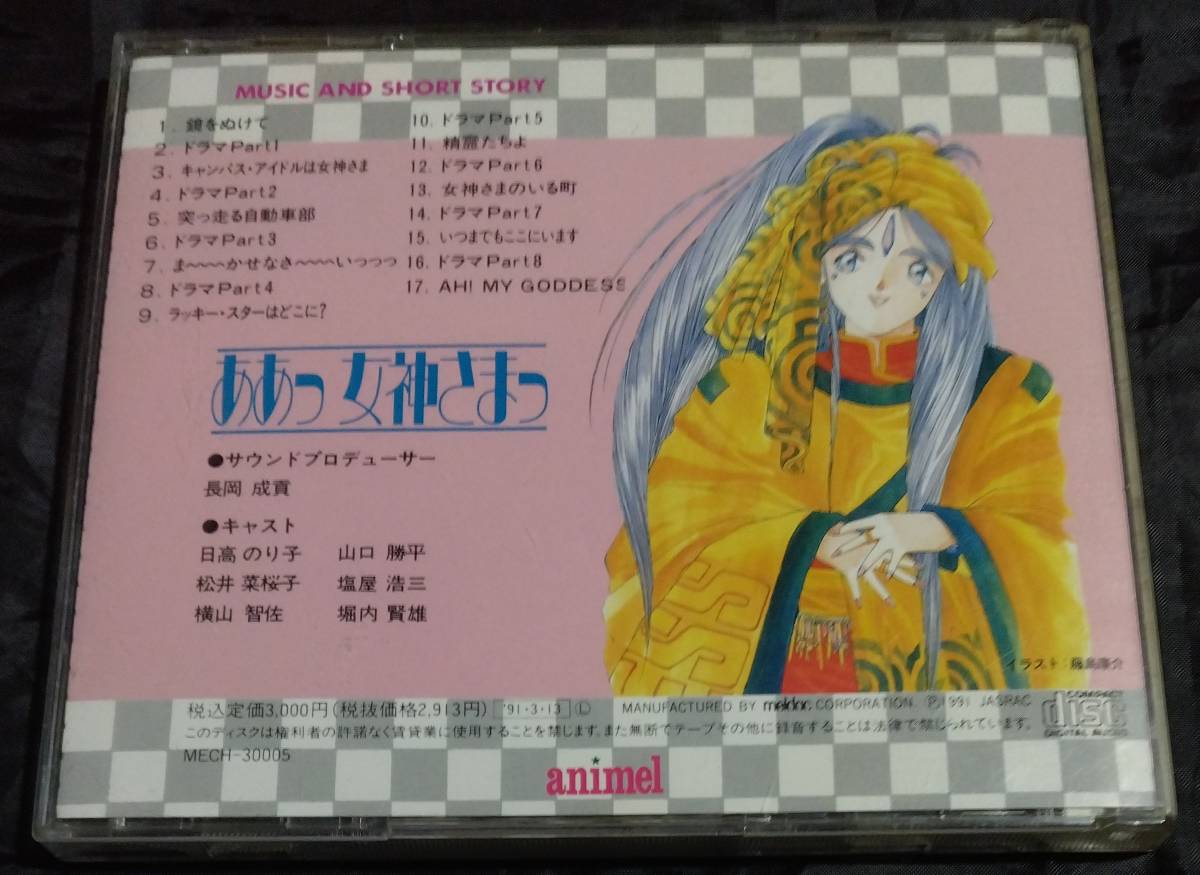 MUSIC AND SHORT STORY
1. 鏡をぬけて
2. ドラマPart1
3. キャンパス・アイドルは女神さま
4. ドラマPart2
5. 突っ走る自動車部
6. ドラマPart3
7. ま〜〜〜かせなさ〜〜〜いっっっ
8. ドラマPart4
9. ラッキー・スターはどこに?
10. ドラマPart5
11. 精霊たちよ
12. ドラマPart6
13. 女神さまのいる町
14. ドラマPart7
15. いつまでもここにいます
16. ドラマPart8
17. AH! MY GODDESS
ああっ女神さまっ
●サウンドプロデューサー
長岡 成貢
●キャスト
日高 のり子 山口 勝平
松井 菜桜子 塩屋 浩三
横山 智佐 堀内 賢雄
イラスト:藤島康介
税込定価3,000円(税抜価格2,913円) '91・3・13 Ⓛ MANUFACTURED BY meldac CORPORATION. ℗1991 JASRAC
このディスクは権利者の許諾なく賃貸業に使用することを禁じます。また無断でテープその他に録音することは法律で禁じられています。
MECH-30005
COMPACT
disc
DIGITAL AUDIO
animel